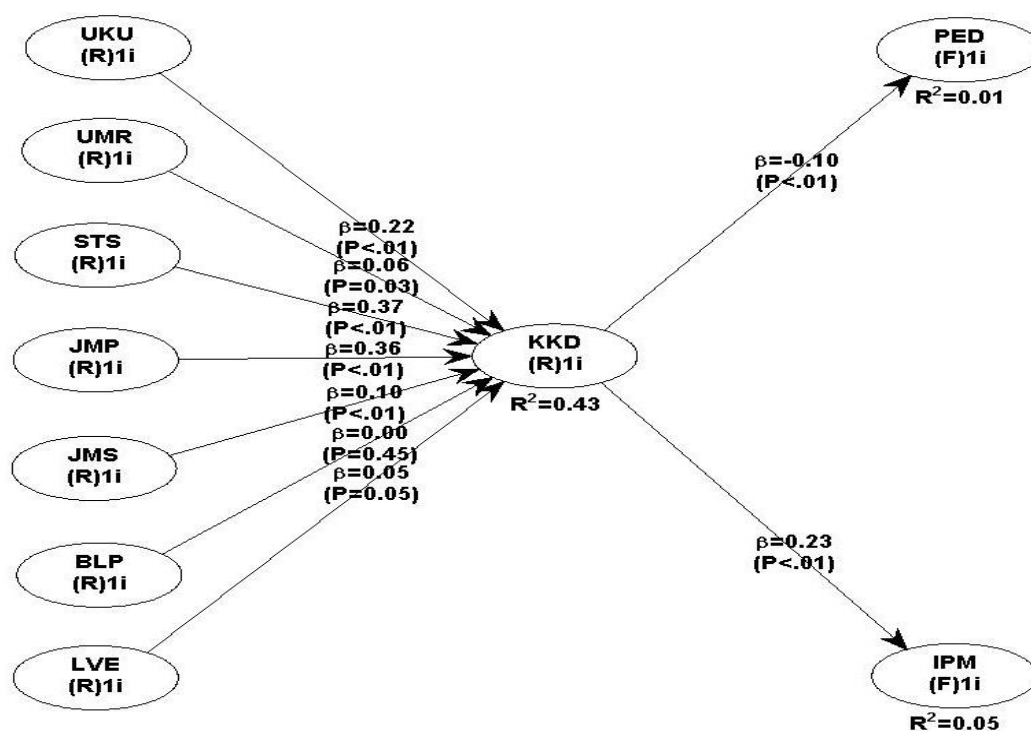 UKU
(R)1i
UMR
(R)1i
STS
(R)1i
JMP
(R)1i
JMS
(R)1i
BLP
(R)1i
LVE
(R)1i
β=0.22
(P<.01)
β=0.06
(P=0.03)
β=0.37
(P<.01)
β=0.36
(P<.01)
β=0.10
(P<.01)
β=0.00
(P=0.45)
β=0.05
(P=0.05)
KKD
(R)1i
R²=0.43
β=-0.10
(P<.01)
β=0.23
(P<.01)
PED
(F)1i
R²=0.01
IPM
(F)1i
R²=0.05